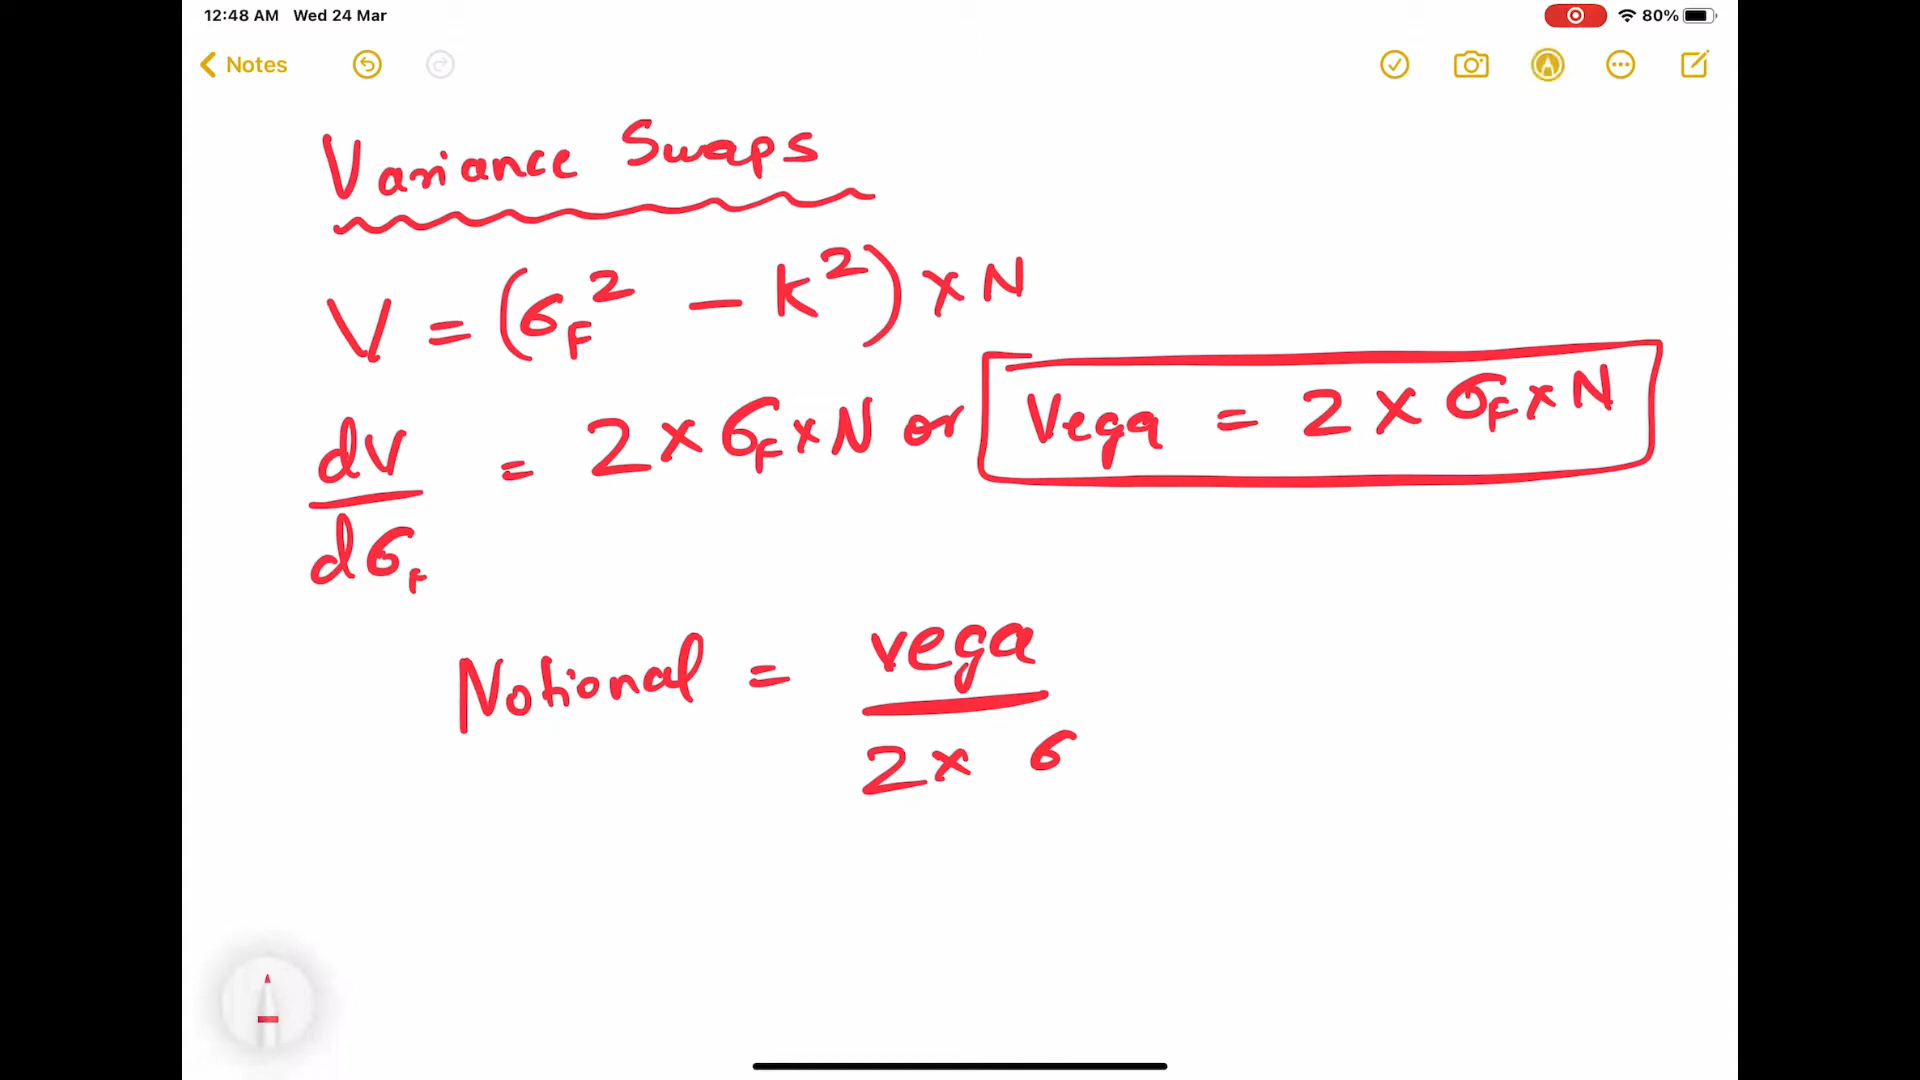 12:48 AM Wed 24 Mar 80%
Notes
Variance Swaps
V = (σF² − K²) × N
dV/dσF = 2 × σF × N or Vega = 2 × σF × N
Notional = vega / 2 × σ